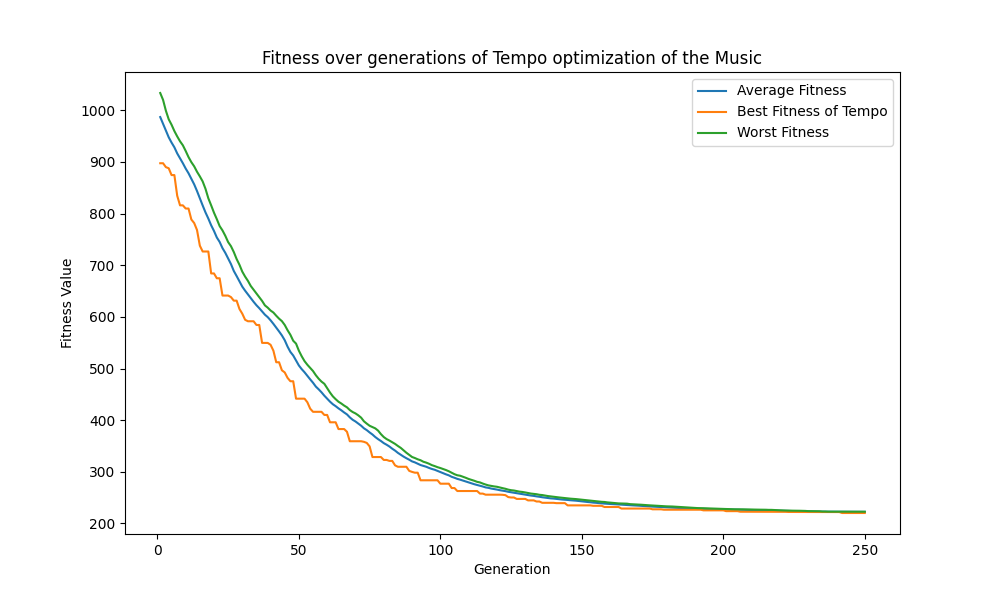 Fitness over generations of Tempo optimization of the Music
Average Fitness
Best Fitness of Tempo
Worst Fitness
Fitness Value
1000
900
800
700
600
500
400
300
200
0 50 100 150 200 250
Generation